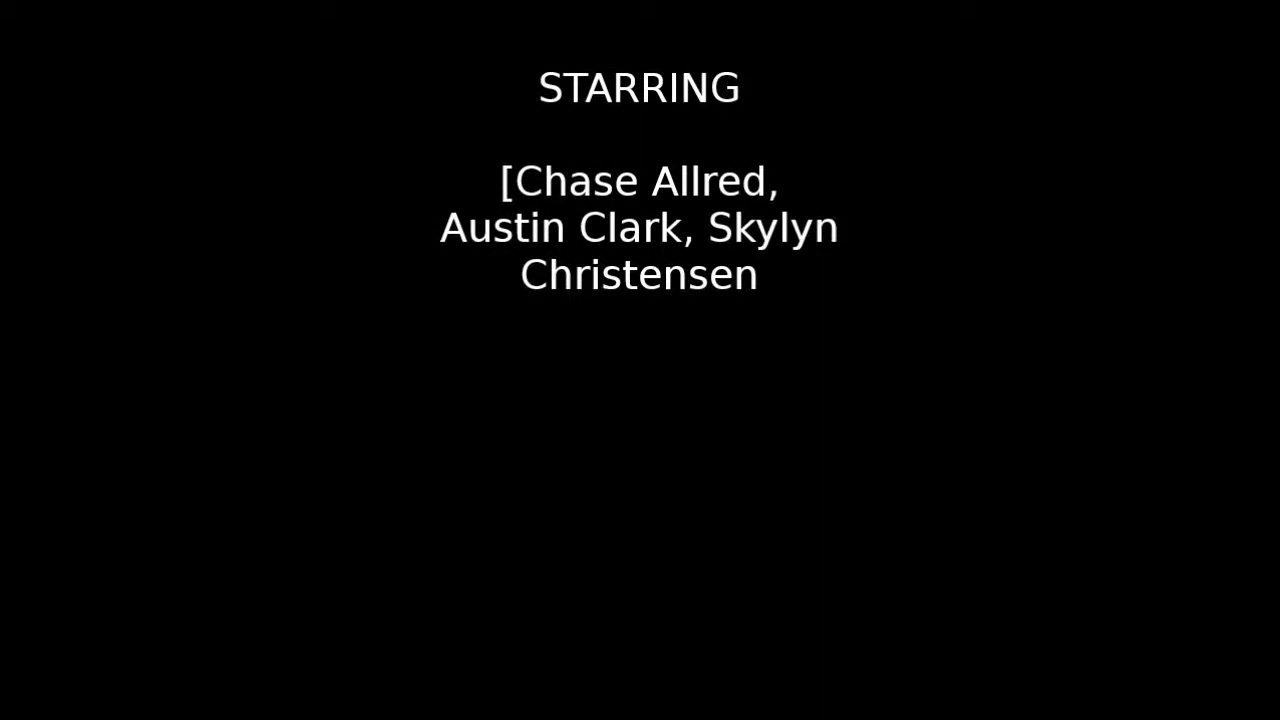 STARRING
[Chase Allred,
Austin Clark, Skylyn
Christensen